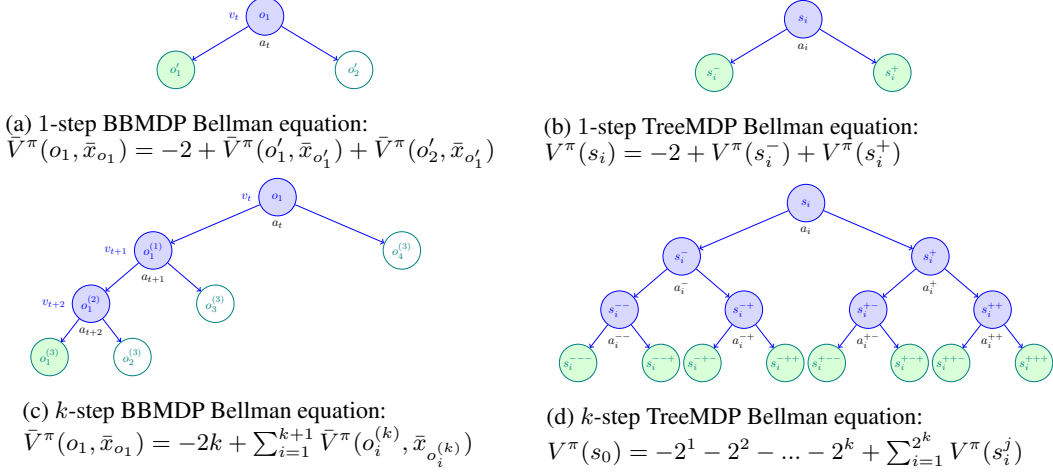 v_t o_1
a_t
o'_1 o'_2
s_i
a_i
s_i^- s_i^+
(a) 1-step BBMDP Bellman equation:
V̄^π(o_1, x̄_{o_1}) = −2 + V̄^π(o'_1, x̄_{o'_1}) + V̄^π(o'_2, x̄_{o'_1})
(b) 1-step TreeMDP Bellman equation:
V^π(s_i) = −2 + V^π(s_i^-) + V^π(s_i^+)
v_t o_1
a_t
v_{t+1} o_1^{(1)} o_4^{(3)}
a_{t+1}
v_{t+2} o_1^{(2)} o_3^{(3)}
a_{t+2}
o_1^{(3)} o_2^{(3)}
s_i
a_i
s_i^- s_i^+
a_i^- a_i^+
s_i^{--} s_i^{-+} s_i^{+-} s_i^{++}
a_i^{--} a_i^{-+} a_i^{+-} a_i^{++}
s_i^{---} s_i^{--+} s_i^{-+-} s_i^{-++} s_i^{+--} s_i^{+-+} s_i^{++-} s_i^{+++}
(c) k-step BBMDP Bellman equation:
V̄^π(o_1, x̄_{o_1}) = −2k + ∑_{i=1}^{k+1} V̄^π(o_i^{(k)}, x̄_{o_i^{(k)}})
(d) k-step TreeMDP Bellman equation:
V^π(s_0) = −2^1 − 2^2 − ... − 2^k + ∑_{i=1}^{2^k} V^π(s_i^j)